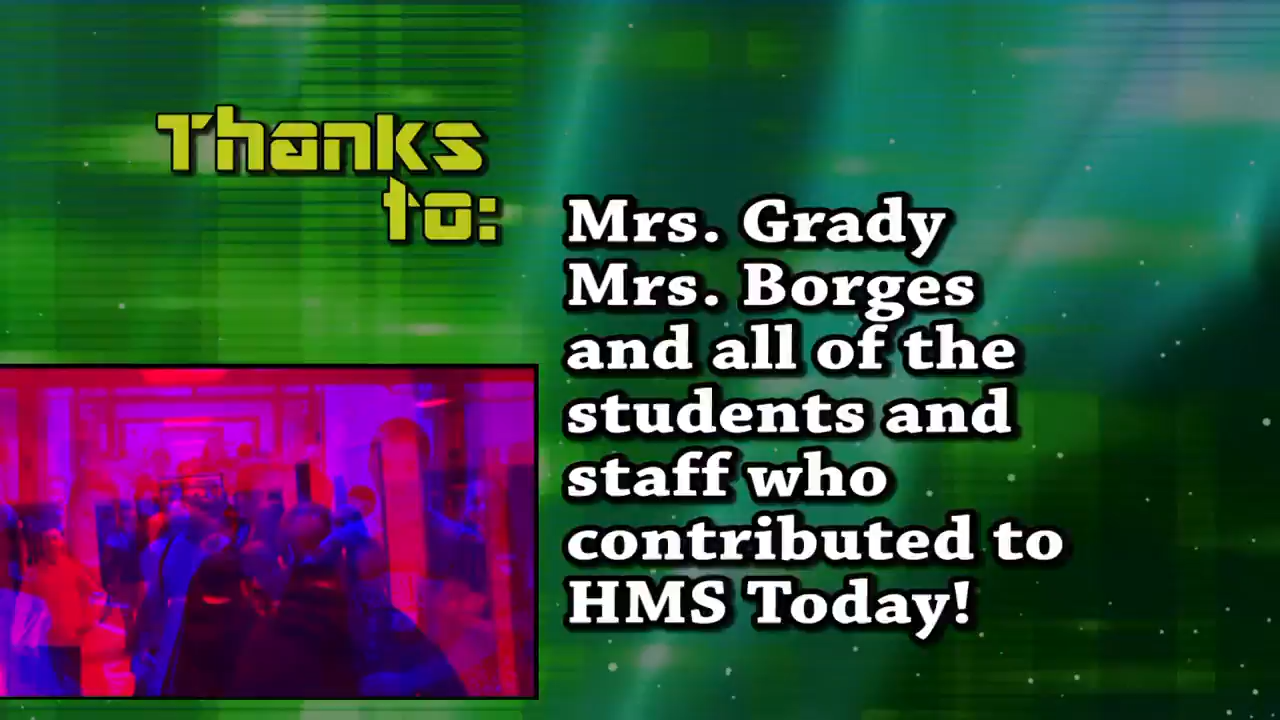 Thanks
to:
Mrs. Grady
Mrs. Borges
and all of the
students and
staff who
contributed to
HMS Today!